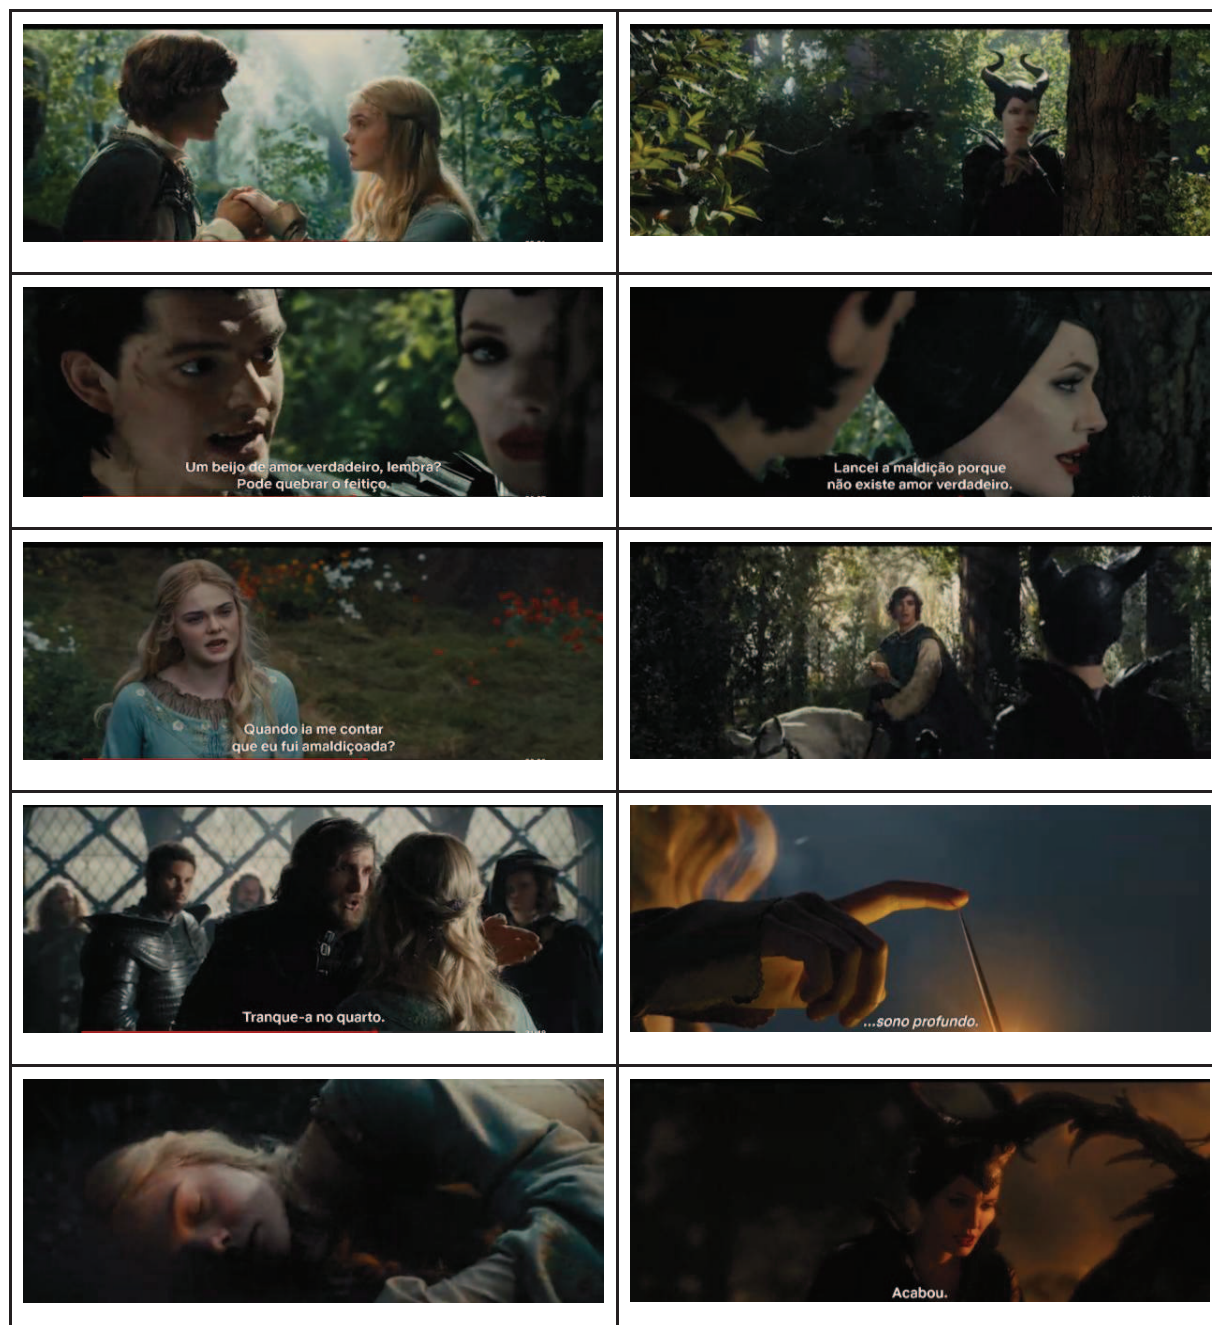 Um beijo de amor verdadeiro, lembra?
Pode quebrar o feitiço.
Lancei a maldição porque
não existe amor verdadeiro.
Quando ia me contar
que eu fui amaldiçoada?
Tranque-a no quarto.
...sono profundo.
Acabou.